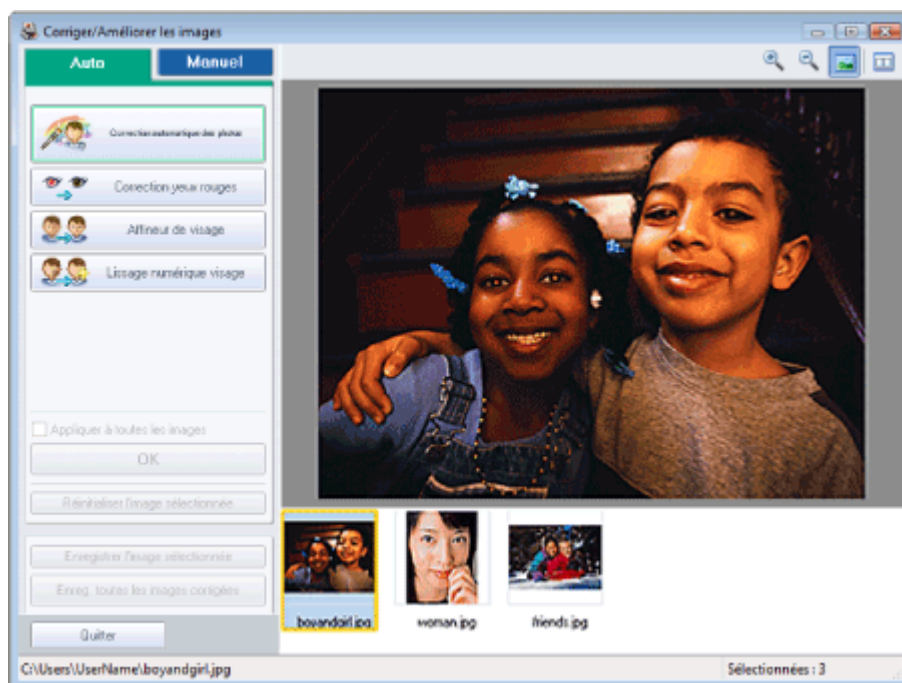 Corriger/Améliorer les images
Auto
Manuel
Correction automatique des photos
Correction yeux rouges
Affineur de visage
Lissage numérique visage
Appliquer à toutes les images
OK
Réinitialiser l'image sélectionnée
Enregistrer l'image sélectionnée
Enreg. toutes les images corrigées
Quitter
boyandgirl.jpg
woman.jpg
friends.jpg
C:\Users\UserName\boyandgirl.jpg
Sélectionnées : 3